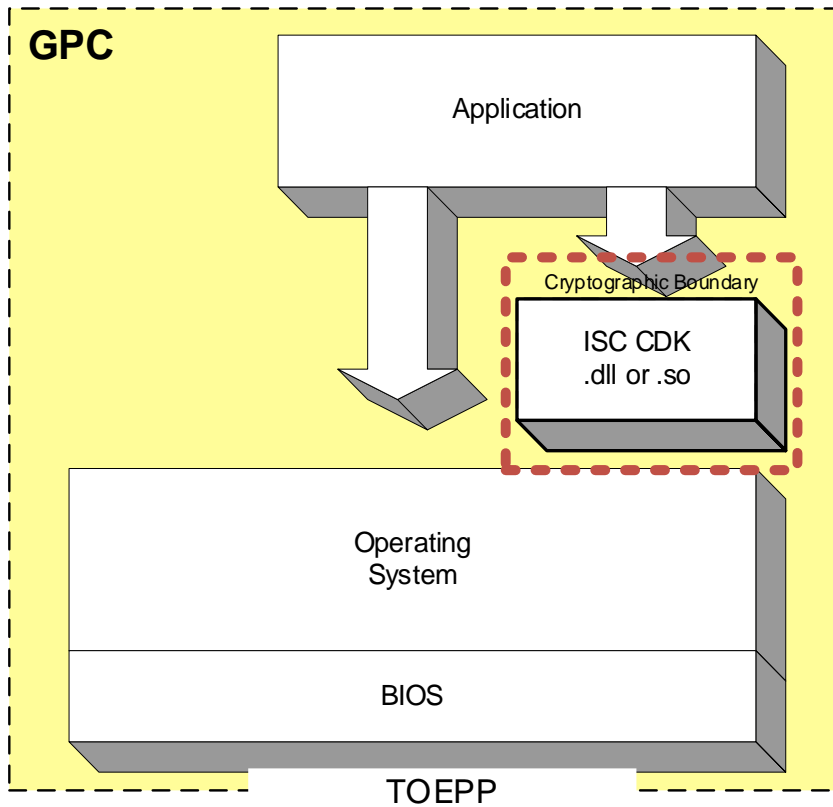 GPC
Application
Cryptographic Boundary
ISC CDK
.dll or .so
Operating
System
BIOS
TOEPP